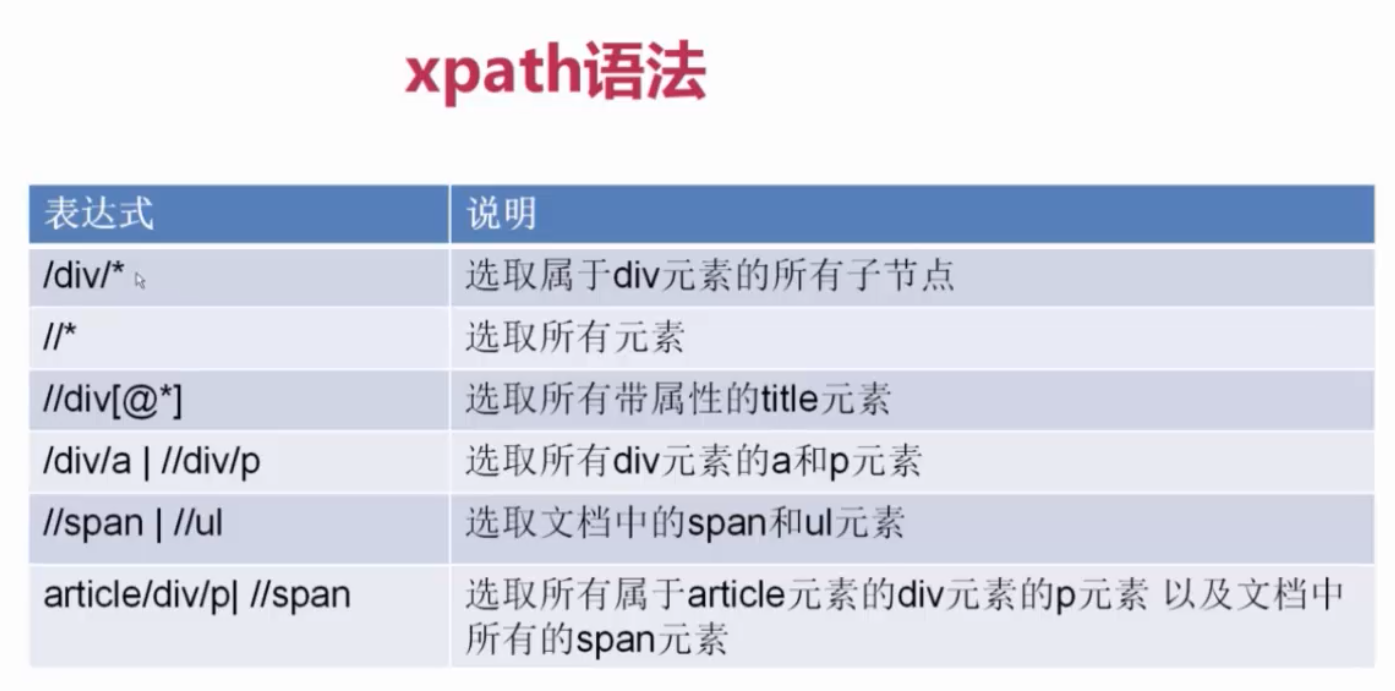 xpath语法
表达式 说明
/div/* 选取属于div元素的所有子节点
//* 选取所有元素
//div[@*] 选取所有带属性的title元素
/div/a | //div/p 选取所有div元素的a和p元素
//span | //ul 选取文档中的span和ul元素
article/div/p| //span 选取所有属于article元素的div元素的p元素 以及文档中
所有的span元素